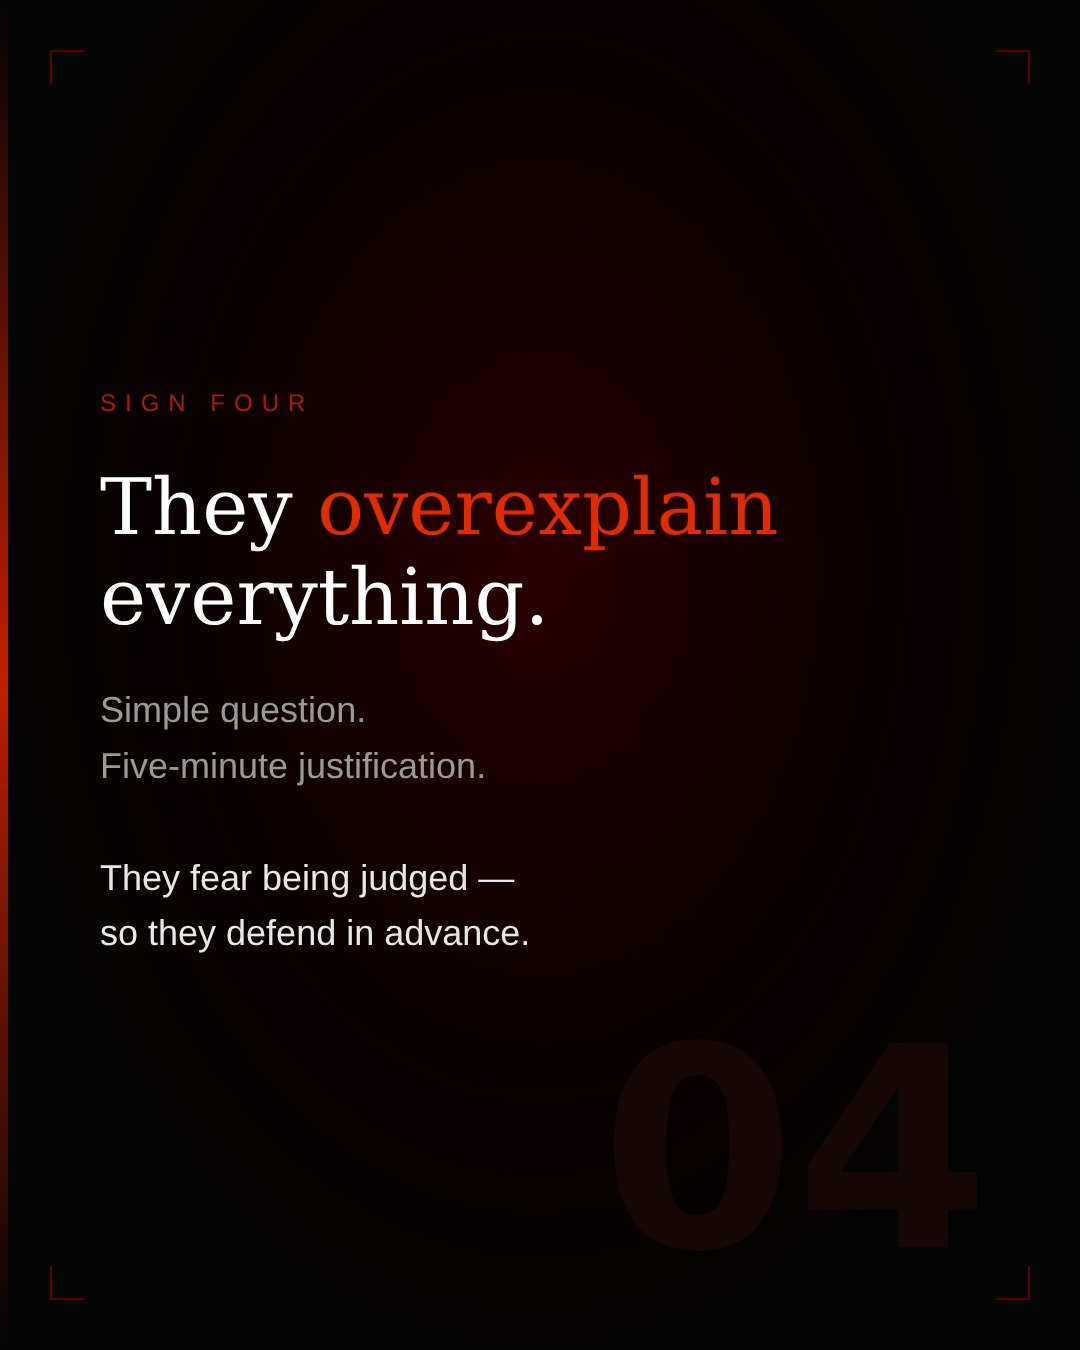 SIGN FOUR
They overexplain
everything.
Simple question.
Five-minute justification.
They fear being judged —
so they defend in advance.
04